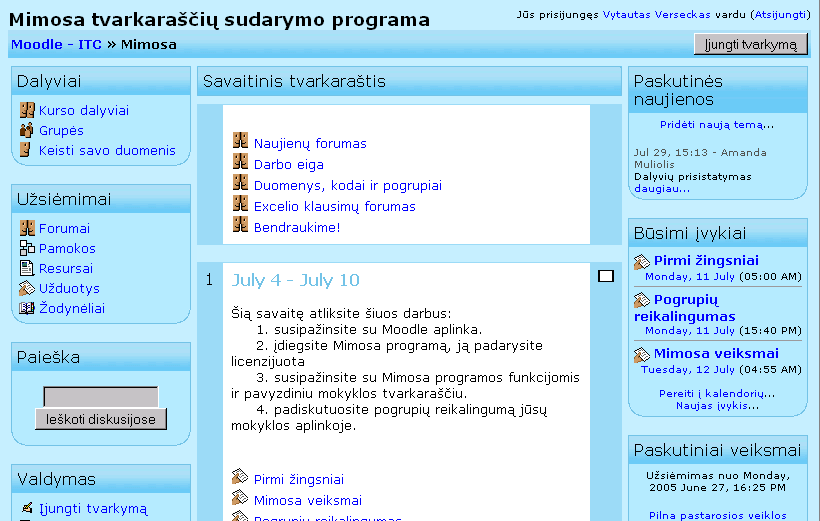 Mimosa tvarkaraščių sudarymo programa
Jūs prisijungęs Vytautas Verseckas vardu (Atsijungti)
Moodle - ITC » Mimosa
Įjungti tvarkymą
Dalyviai
Kurso dalyviai
Grupės
Keisti savo duomenis
Užsiėmimai
Forumai
Pamokos
Resursai
Užduotys
Žodynėliai
Paieška
Ieškoti diskusijose
Valdymas
Įjungti tvarkymą
Savaitinis tvarkaraštis
Naujienų forumas
Darbo eiga
Duomenys, kodai ir pogrupiai
Excelio klausimų forumas
Bendraukime!
1
July 4 - July 10
Šią savaitę atliksite šiuos darbus:
1. susipažinsite su Moodle aplinka.
2. įdiegsite Mimosa programą, ją padarysite
licenzijuota
3. susipažinsite su Mimosa programos funkcijomis
ir pavyzdiniu mokyklos tvarkaraščiu.
4. padiskutuosite pogrupių reikalingumą jūsų
mokyklos aplinkoje.
Pirmi žingsniai
Mimosa veiksmai
Pogrupių reikalingumas
Paskutinės
naujienos
Pridėti naują temą...
Jul 29, 15:13 - Amanda
Muliolis
Dalyvių prisistatymas
daugiau...
Būsimi įvykiai
Pirmi žingsniai
Monday, 11 July (05:00 AM)
Pogrupių
reikalingumas
Monday, 11 July (15:40 PM)
Mimosa veiksmai
Tuesday, 12 July (04:55 AM)
Pereiti į kalendorių...
Naujas įvykis...
Paskutiniai veiksmai
Užsiėmimas nuo Monday,
2005 June 27, 16:25 PM
Pilna pastarosios veiklos